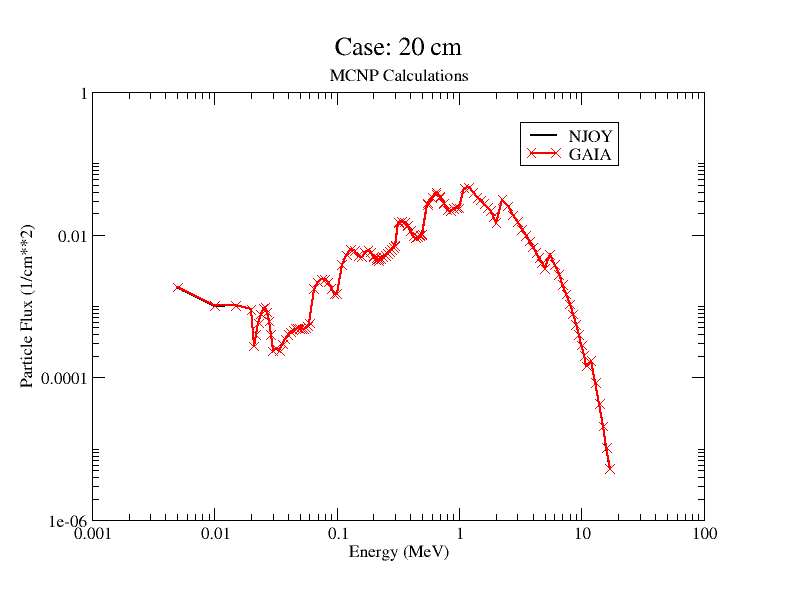 Case: 20 cm
MCNP Calculations
1
NJOY
GAIA
0.01
Particle Flux (1/cm**2)
0.0001
1e-06
0.001 0.01 0.1 1 10 100
Energy (MeV)